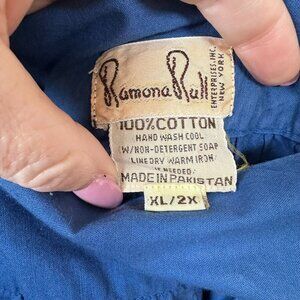 Ramona Rull
ENTERPRISES, INC.
NEW YORK
100% COTTON
HAND WASH COOL
W/NON-DETERGENT SOAP
LINE DRY WARM IRON
IF NEEDED
MADE IN PAKISTAN
XL/2X